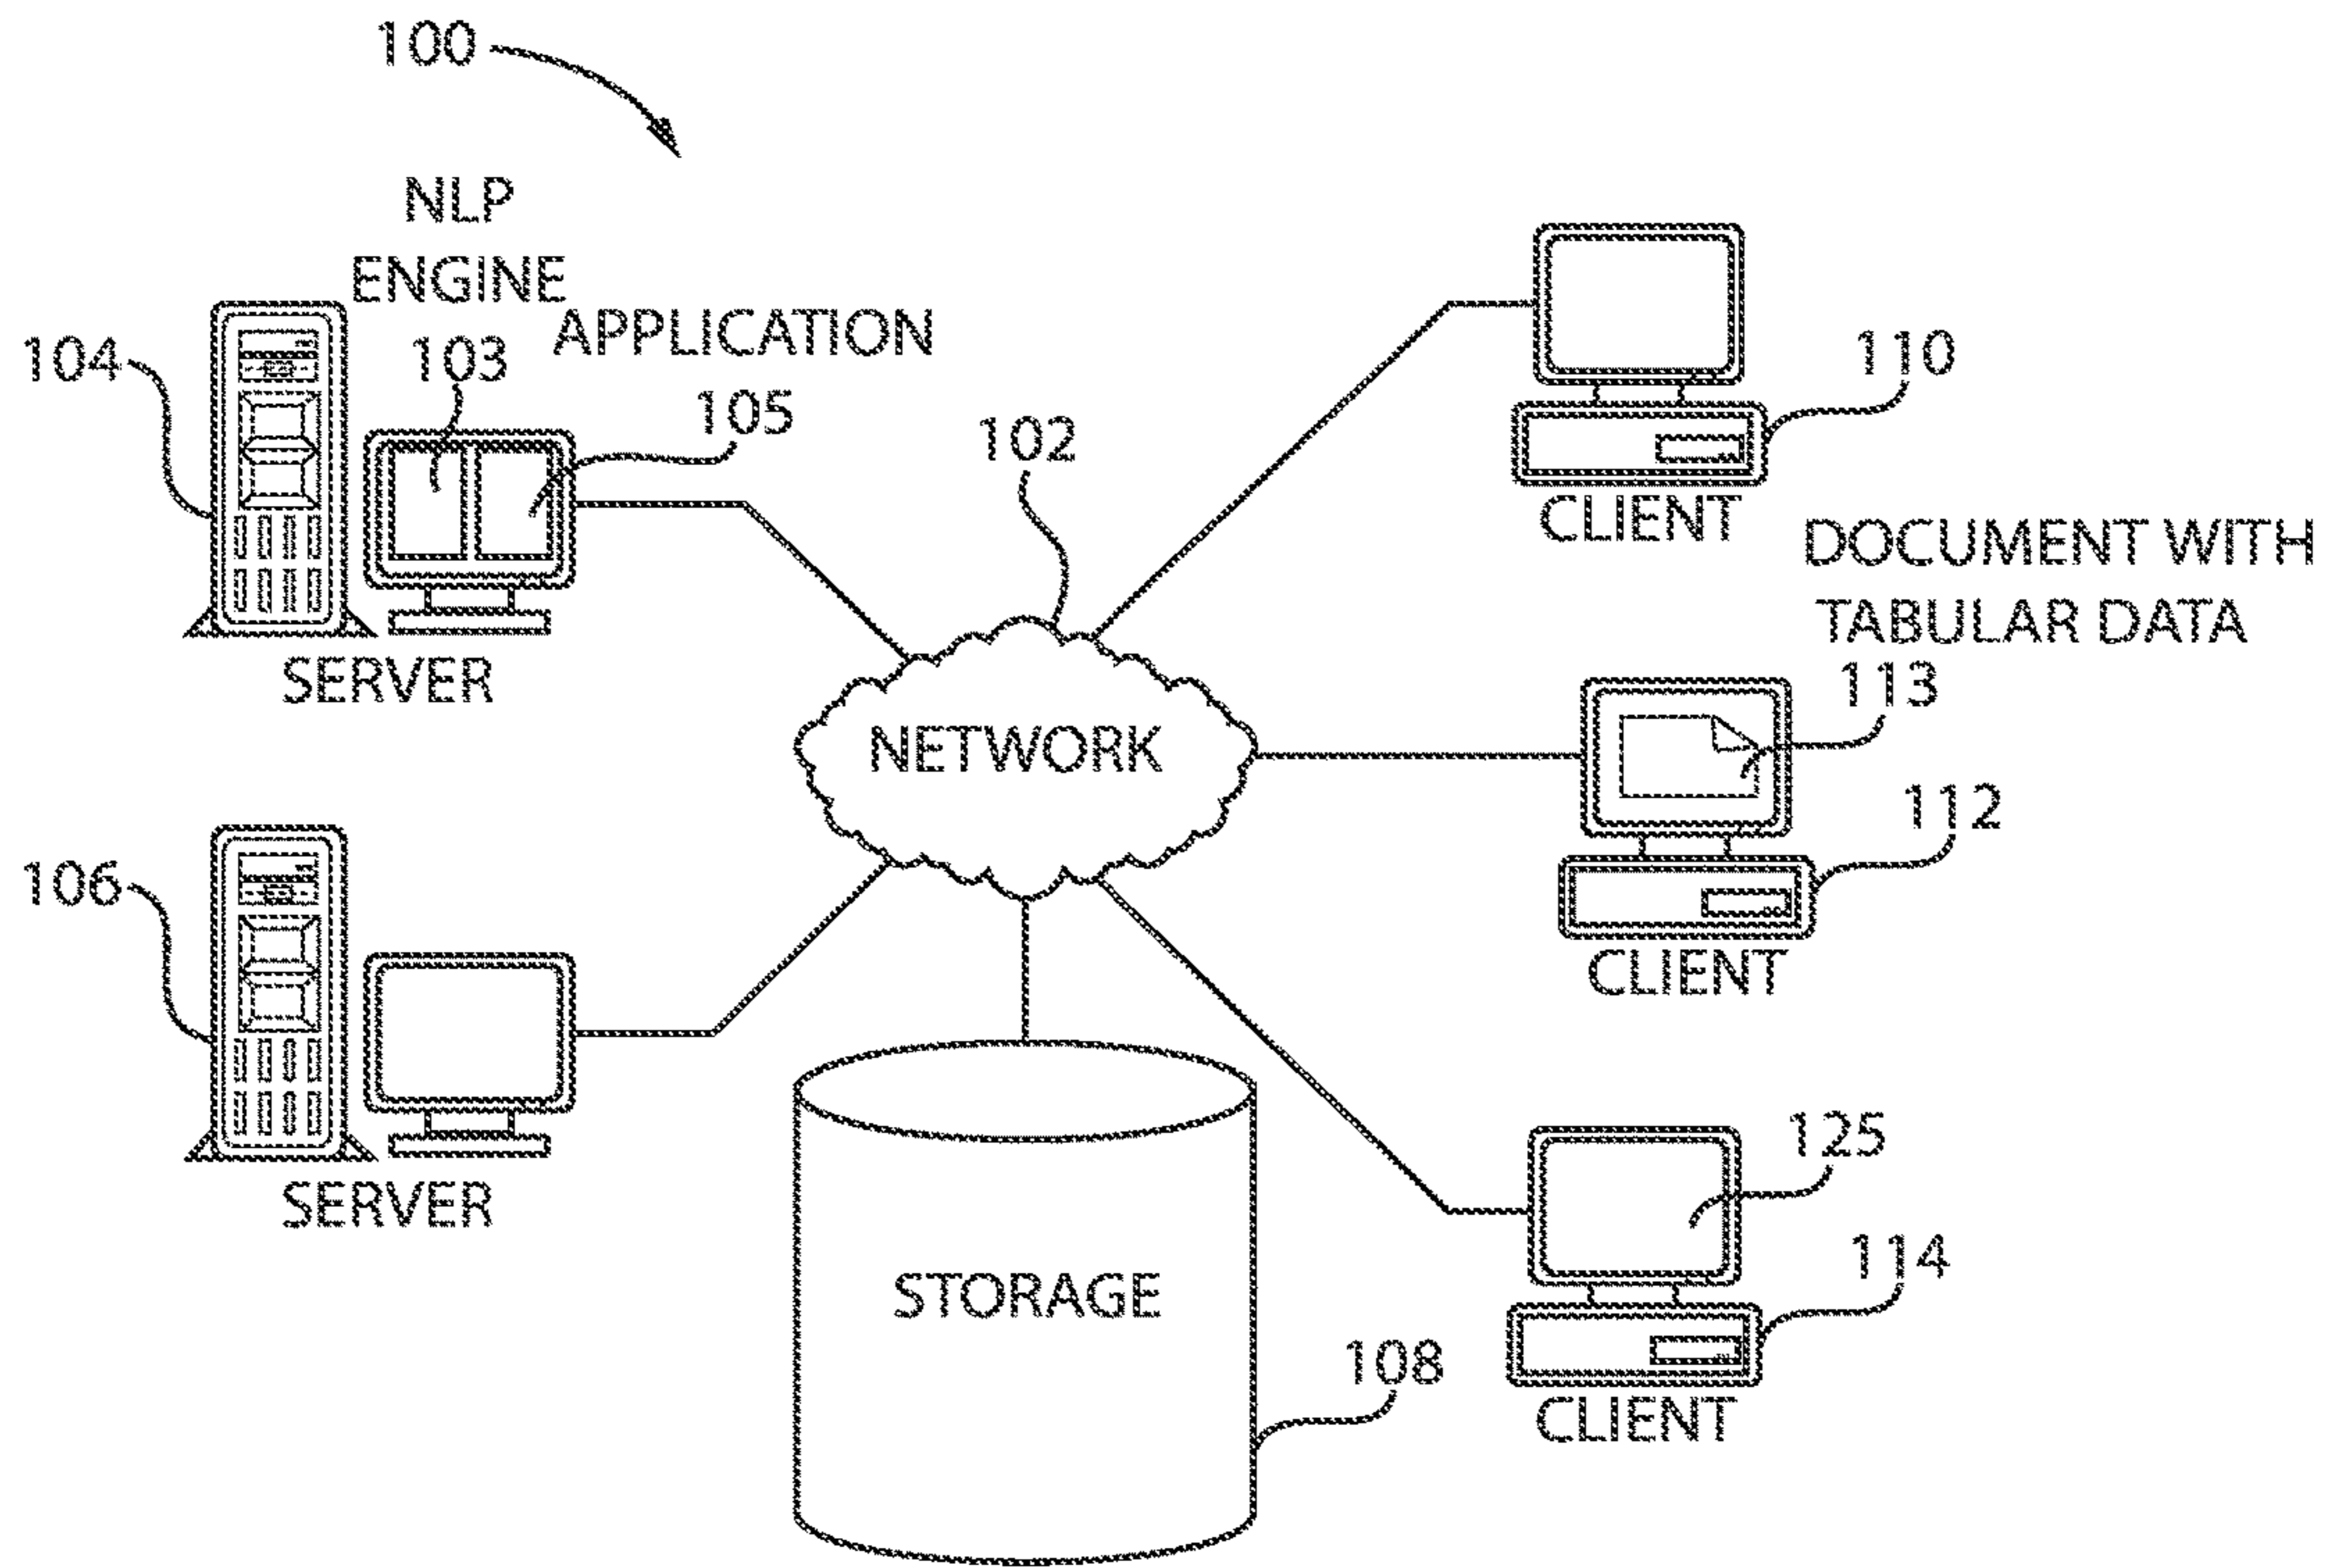 100
NLP
ENGINE
103
APPLICATION
105
104
SERVER
102
NETWORK
110
CLIENT
DOCUMENT WITH
TABULAR DATA
113
112
CLIENT
106
SERVER
STORAGE
108
125
114
CLIENT